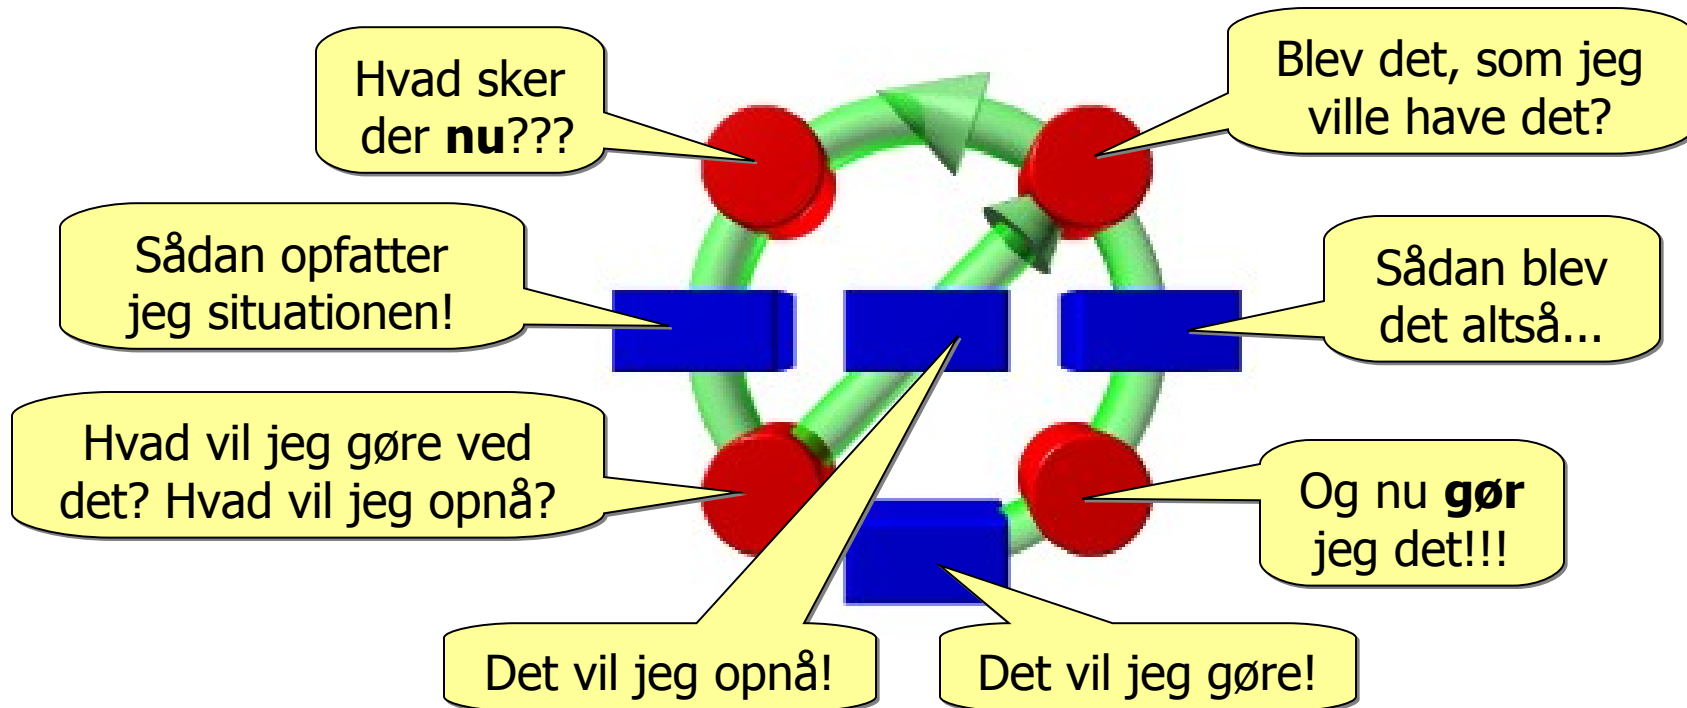 Hvad sker
der nu???
Blev det, som jeg
ville have det?
Sådan opfatter
jeg situationen!
Sådan blev
det altså...
Hvad vil jeg gøre ved
det? Hvad vil jeg opnå?
Og nu gør
jeg det!!!
Det vil jeg opnå!
Det vil jeg gøre!